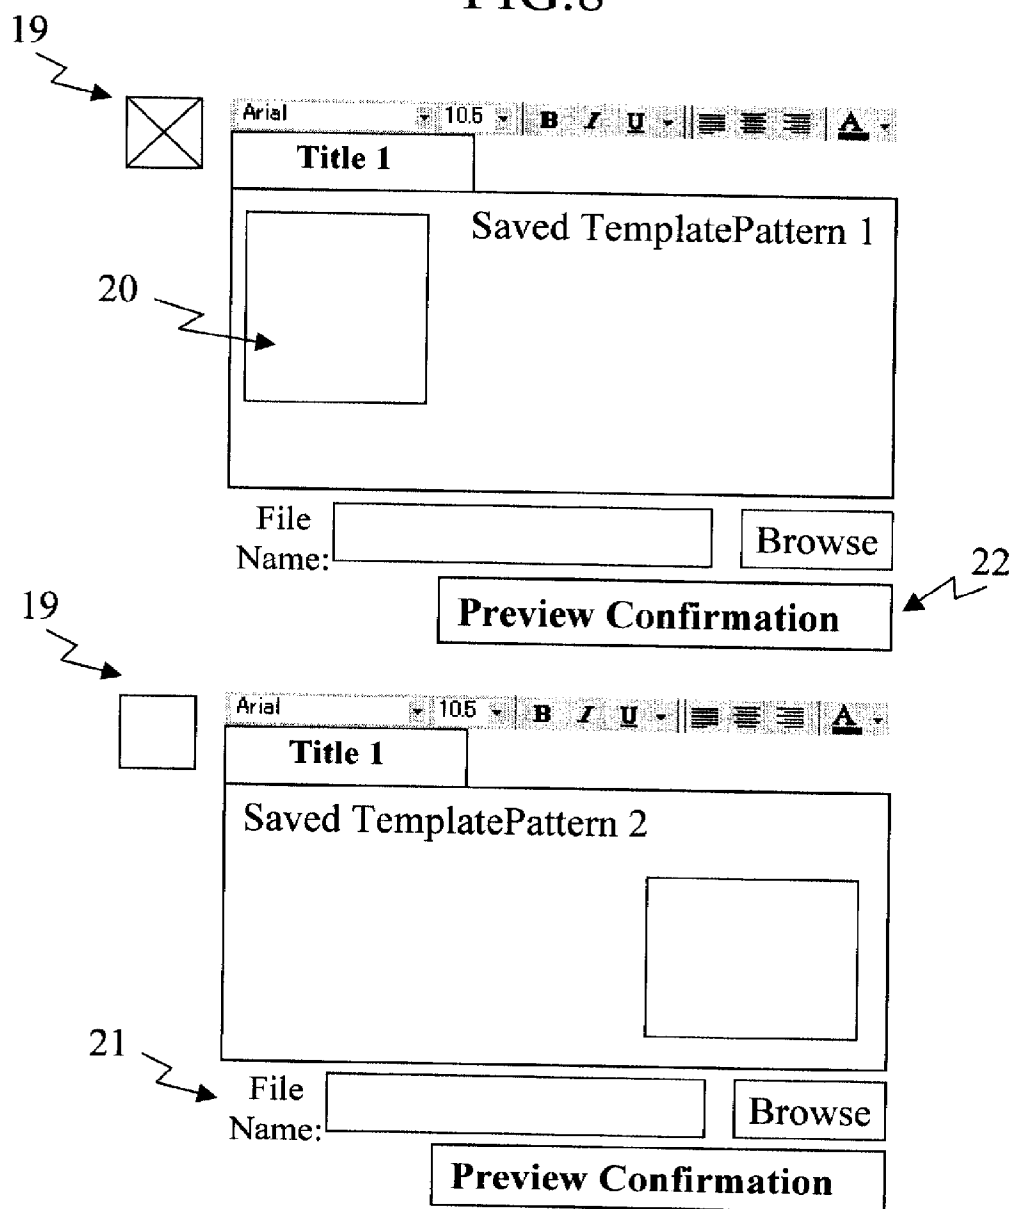 FIG.8
19
Arial 10.5 B I U A
Title 1
Saved TemplatePattern 1
20
File
Name:
Browse
22
Preview Confirmation
19
Arial 10.5 B I U A
Title 1
Saved TemplatePattern 2
21
File
Name:
Browse
Preview Confirmation